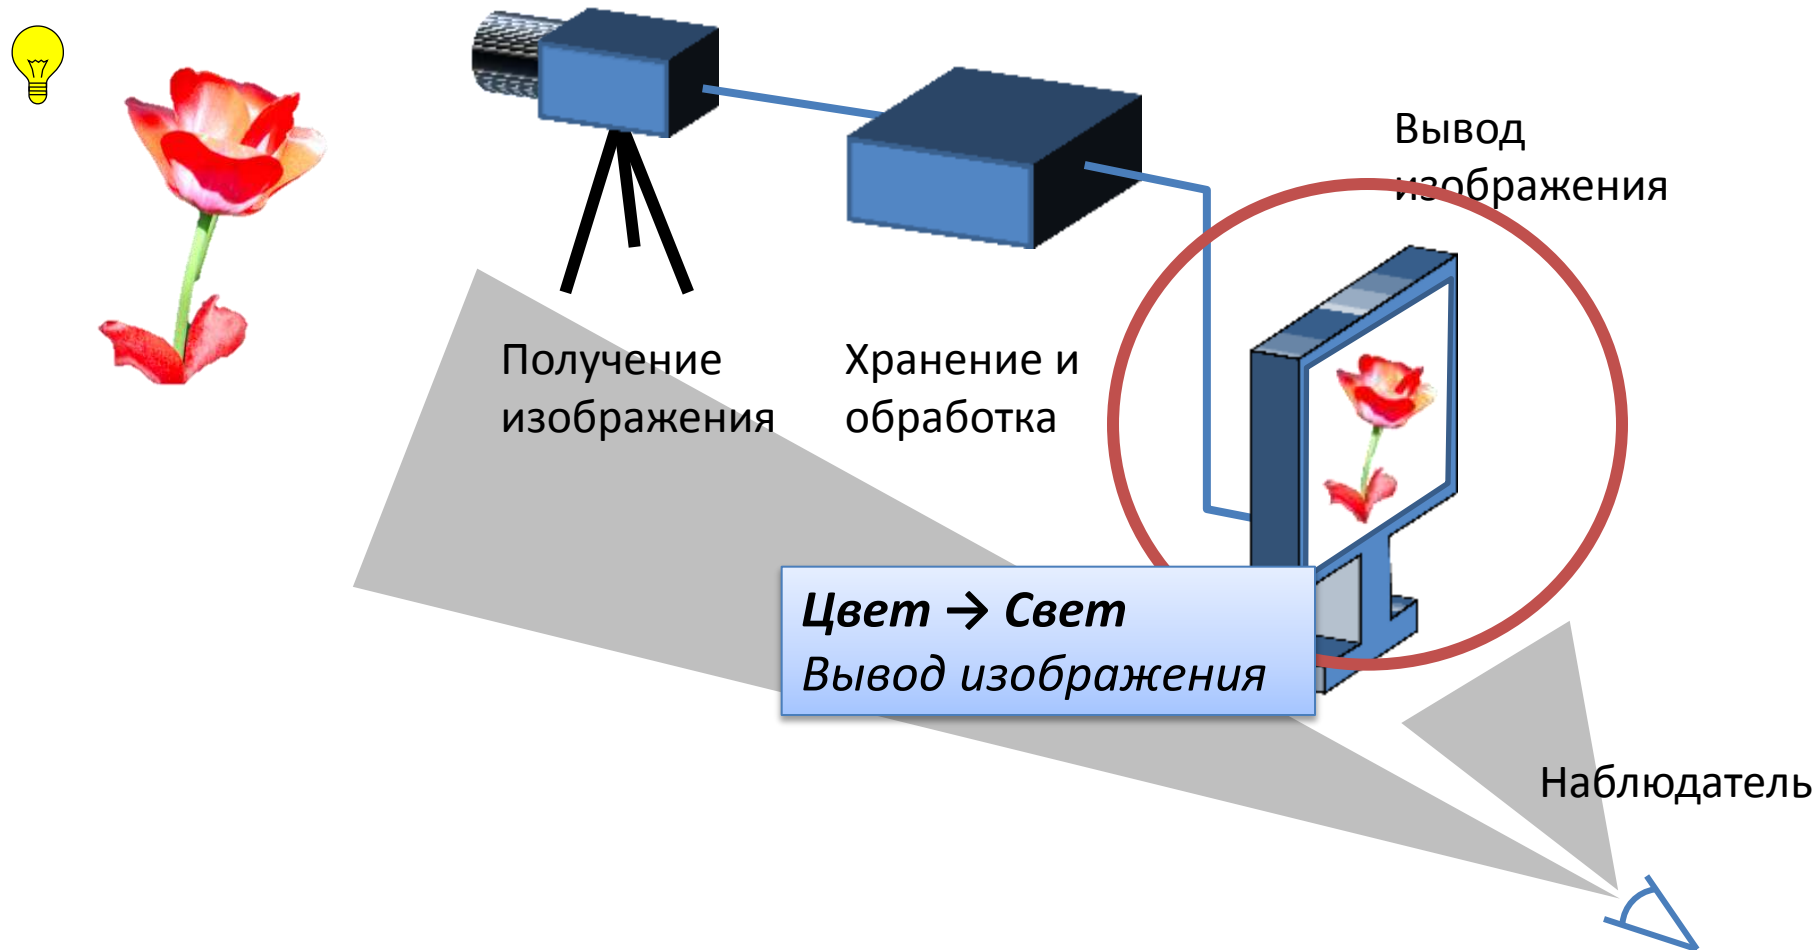 Вывод
изображения
Получение
изображения
Хранение и
обработка
Цвет → Свет
Вывод изображения
Наблюдатель